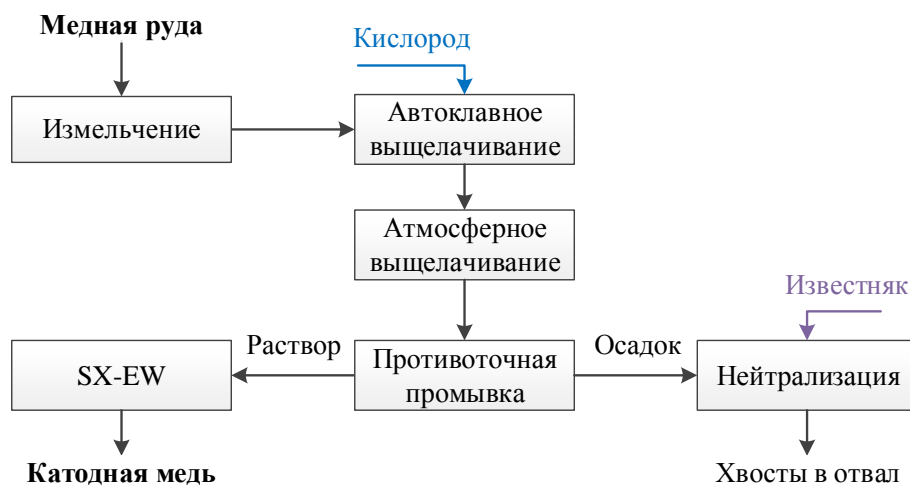 Медная руда
Кислород
Измельчение
Автоклавное
выщелачивание
Атмосферное
выщелачивание
Известняк
SX-EW
Раствор
Противоточная
промывка
Осадок
Нейтрализация
Катодная медь
Хвосты в отвал